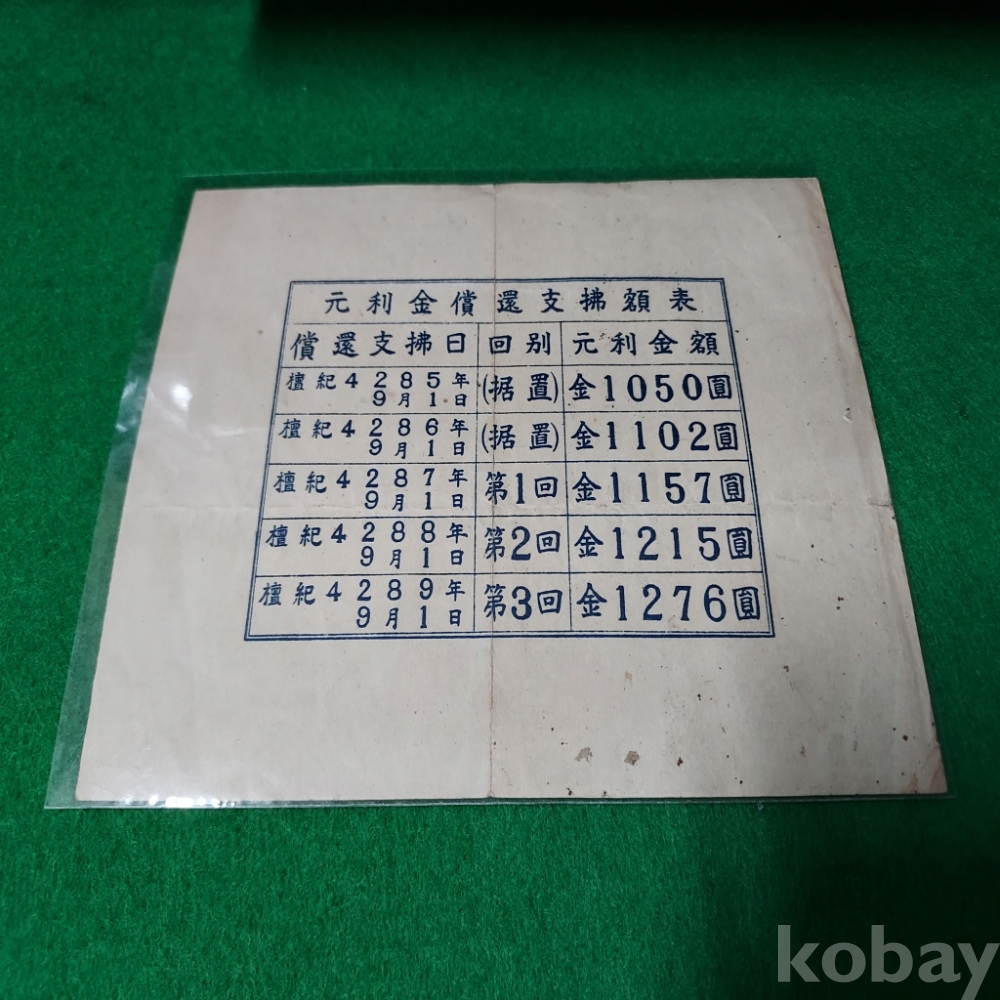 元利金償還支拂額表
償還支拂日 回別 元利金額
檀紀4285年9月1日 (据置) 金1050圓
檀紀4286年9月1日 (据置) 金1102圓
檀紀4287年9月1日 第1回 金1157圓
檀紀4288年9月1日 第2回 金1215圓
檀紀4289年9月1日 第3回 金1276圓
kobay